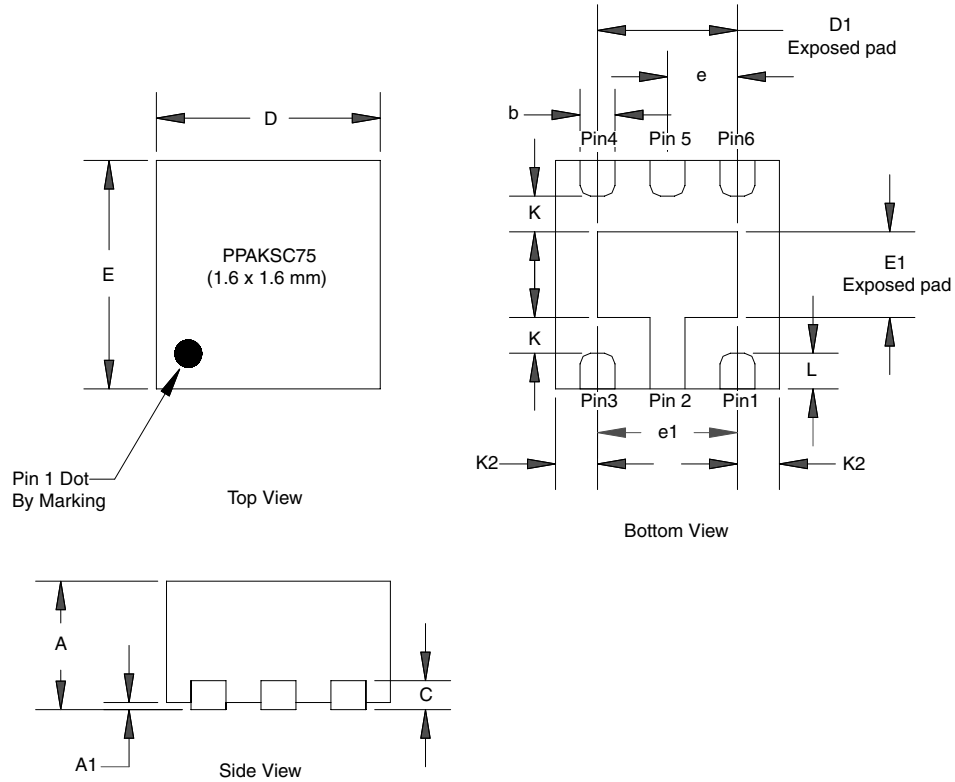 D1
Exposed pad
e
D
b
Pin4
Pin 5
Pin6
K
E
PPAKSC75
(1.6 x 1.6 mm)
E1
Exposed pad
K
L
Pin3
Pin 2
Pin1
e1
K2
K2
Pin 1 Dot
By Marking
Top View
Bottom View
A
C
A1
Side View